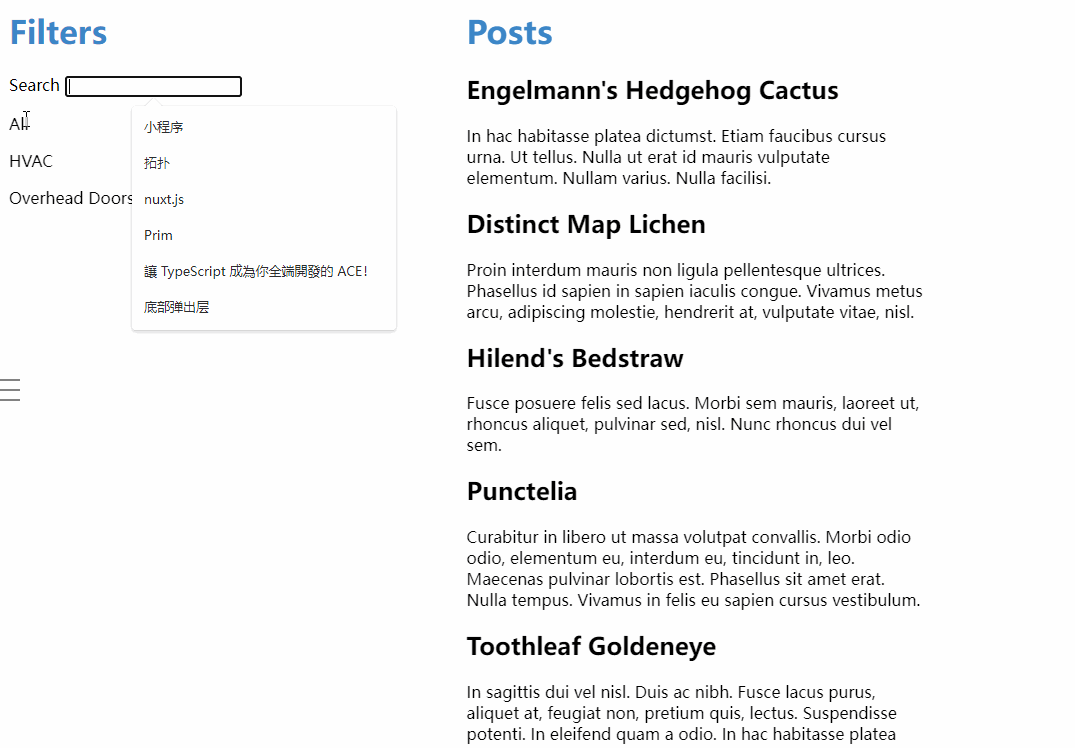 Filters
Search
All
HVAC
Overhead Doors
小程序
拓扑
nuxt.js
Prim
讓 TypeScript 成為你全端開發的 ACE!
底部弹出层
Posts
Engelmann's Hedgehog Cactus
In hac habitasse platea dictumst. Etiam faucibus cursus
urna. Ut tellus. Nulla ut erat id mauris vulputate
elementum. Nullam varius. Nulla facilisi.
Distinct Map Lichen
Proin interdum mauris non ligula pellentesque ultrices.
Phasellus id sapien in sapien iaculis congue. Vivamus metus
arcu, adipiscing molestie, hendrerit at, vulputate vitae, nisl.
Hilend's Bedstraw
Fusce posuere felis sed lacus. Morbi sem mauris, laoreet ut,
rhoncus aliquet, pulvinar sed, nisl. Nunc rhoncus dui vel
sem.
Punctelia
Curabitur in libero ut massa volutpat convallis. Morbi odio
odio, elementum eu, interdum eu, tincidunt in, leo.
Maecenas pulvinar lobortis est. Phasellus sit amet erat.
Nulla tempus. Vivamus in felis eu sapien cursus vestibulum.
Toothleaf Goldeneye
In sagittis dui vel nisl. Duis ac nibh. Fusce lacus purus,
aliquet at, feugiat non, pretium quis, lectus. Suspendisse
potenti. In eleifend quam a odio. In hac habitasse platea